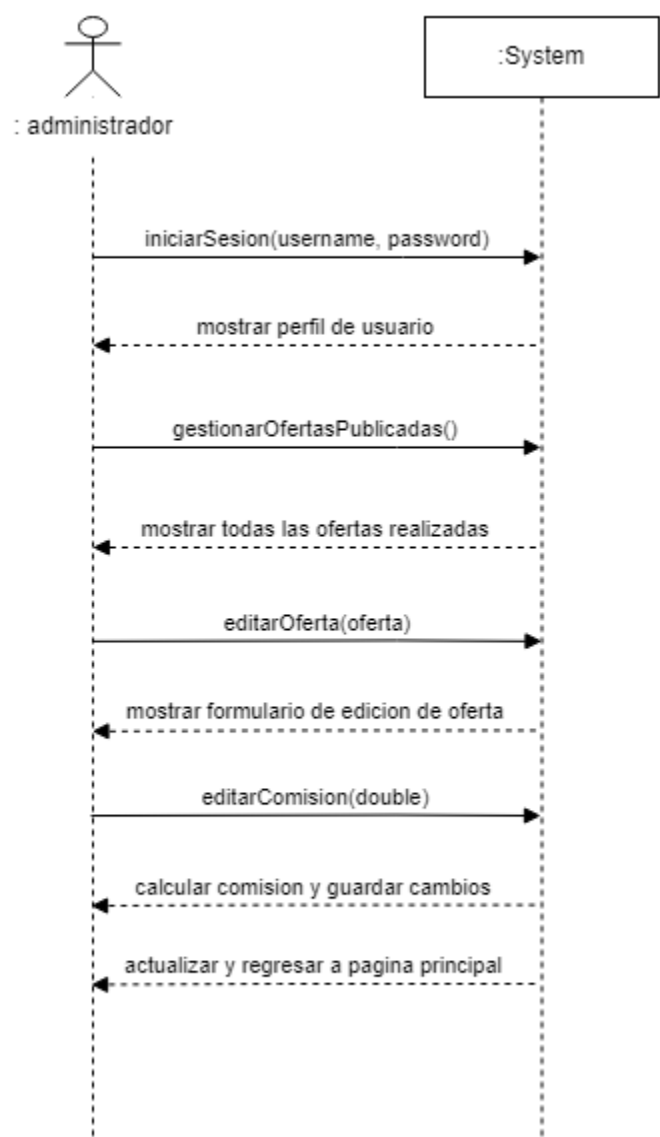 :System
: administrador
iniciarSesion(username, password)
mostrar perfil de usuario
gestionarOfertasPublicadas()
mostrar todas las ofertas realizadas
editarOferta(oferta)
mostrar formulario de edicion de oferta
editarComision(double)
calcular comision y guardar cambios
actualizar y regresar a pagina principal